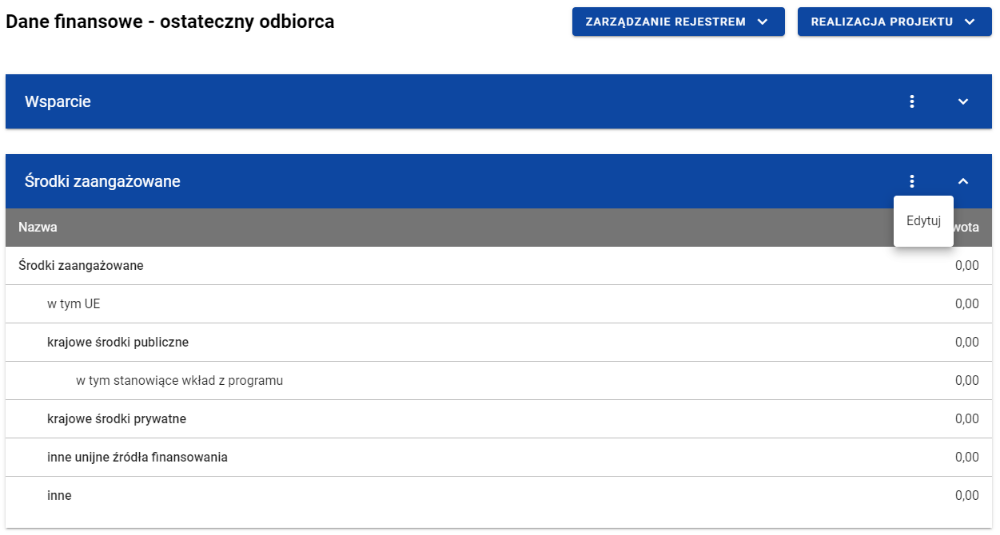 Dane finansowe - ostateczny odbiorca
ZARZĄDZANIE REJESTREM
REALIZACJA PROJEKTU
Wsparcie
Środki zaangażowane
Edytuj
Nazwa
wota
Środki zaangażowane 0,00
w tym UE 0,00
krajowe środki publiczne 0,00
w tym stanowiące wkład z programu 0,00
krajowe środki prywatne 0,00
inne unijne źródła finansowania 0,00
inne 0,00